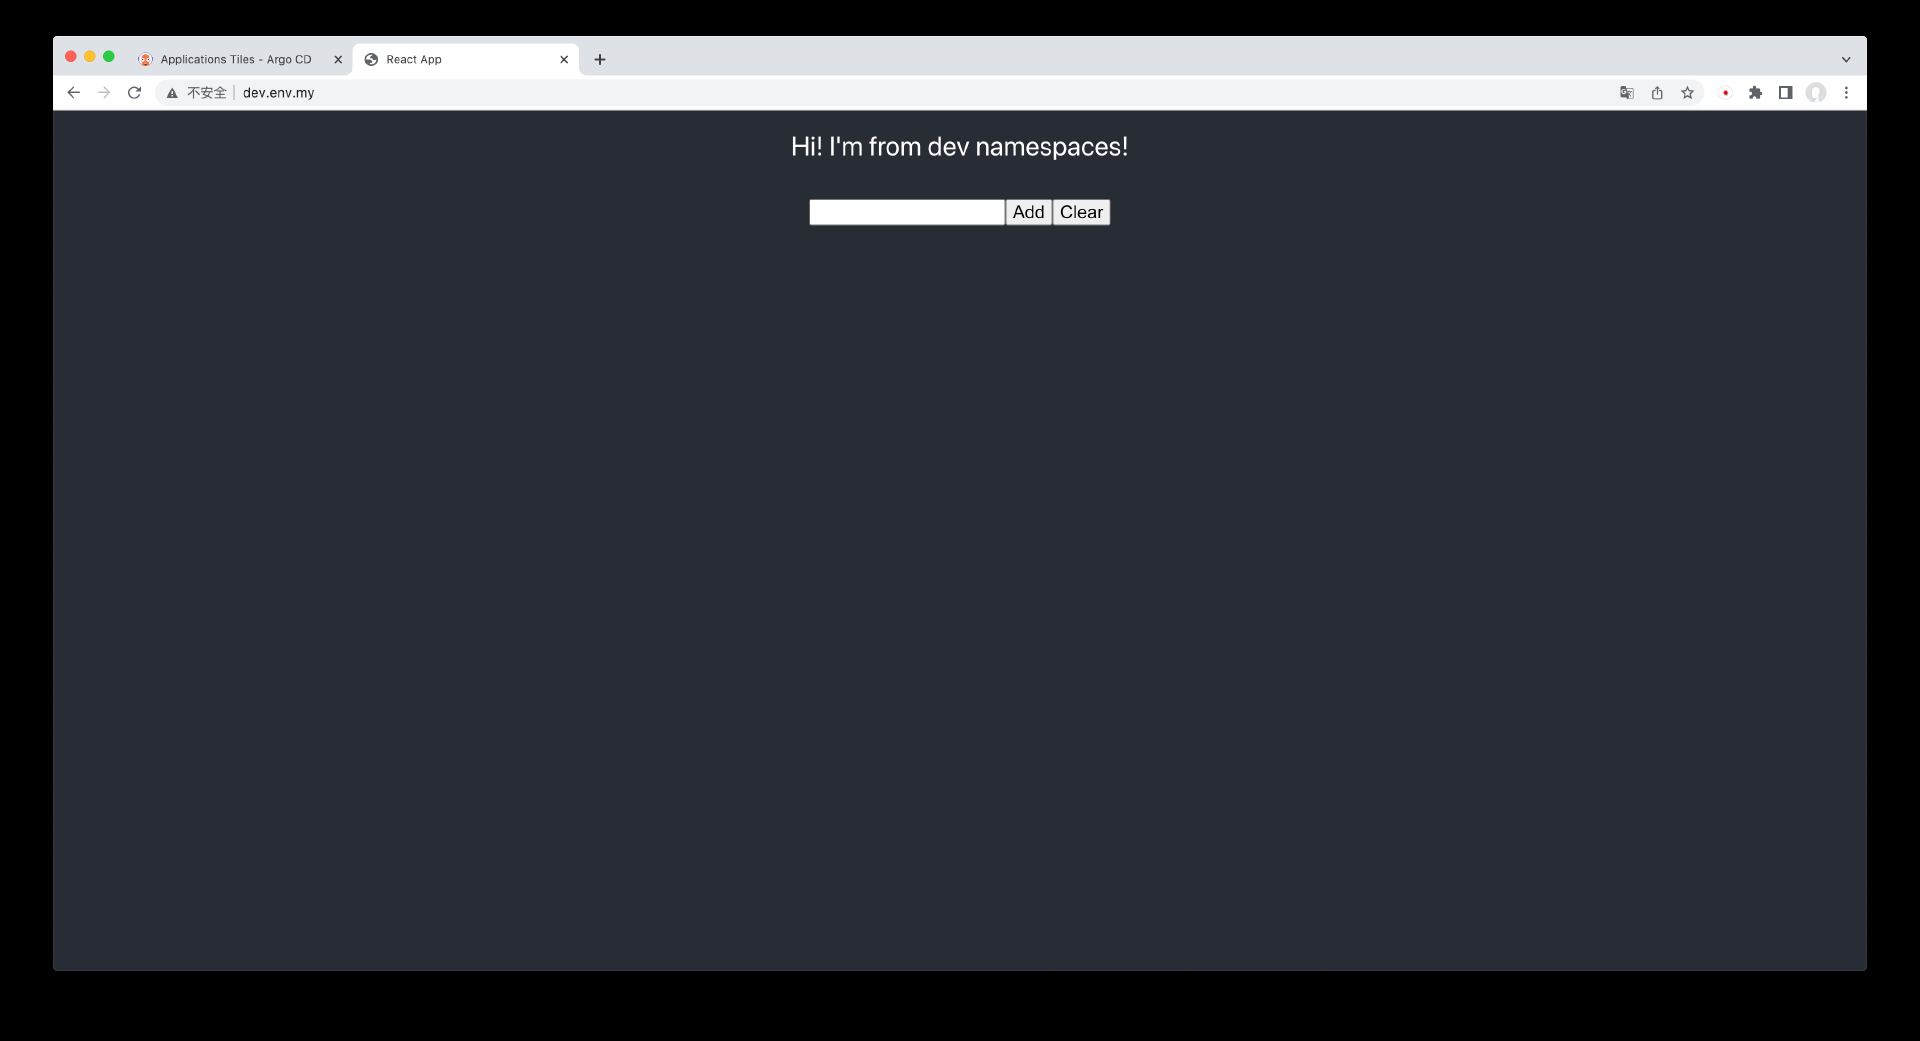 Applications Tiles - Argo CD
React App
不安全
dev.env.my
Hi! I'm from dev namespaces!
Add Clear